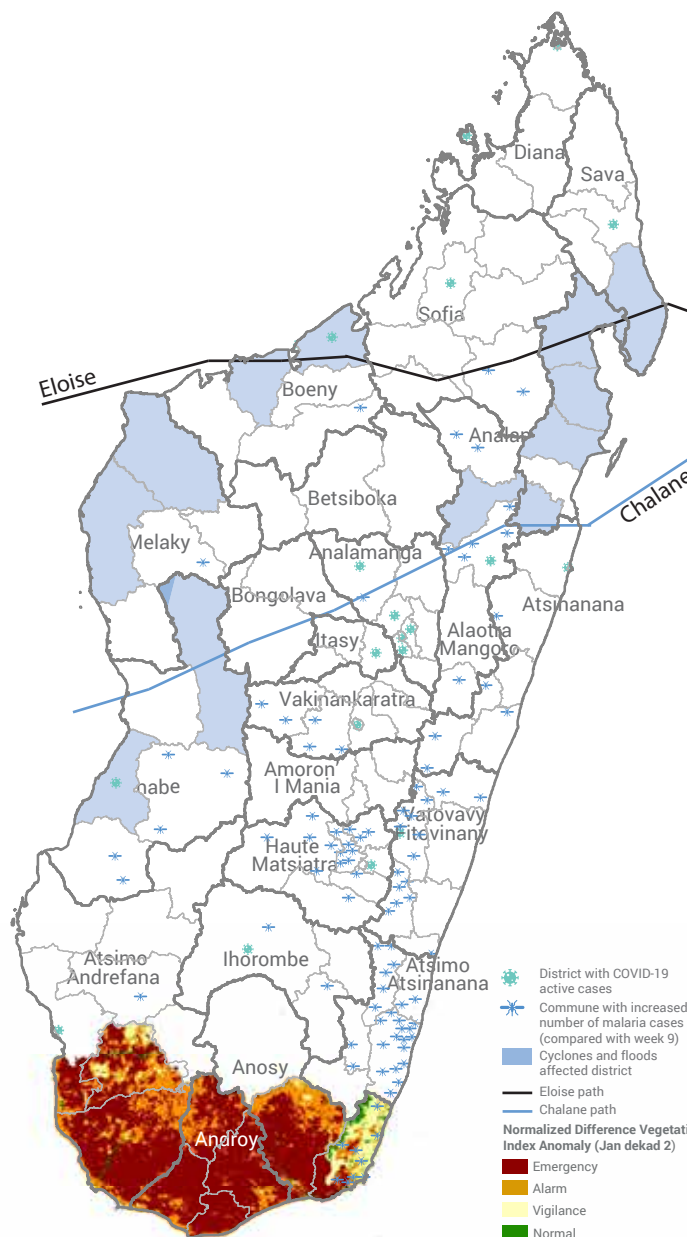 Diana
Sava
Sofia
Eloise
Boeny
Analan
Betsiboka
Chalane
Melaky
Analamanga
Bongolava
Atsinanana
Itasy
Alaotra
Mangoro
Vakinankaratra
Amoron
I Mania
nabe
Vatovavy
Fitovinany
Haute
Matsiatra
Ihorombe
Atsimo
Andrefana
Atsimo
Atsinanana
Anosy
Androy
District with COVID-19
active cases
Commune with increased
number of malaria cases
(compared with week 9)
Cyclones and floods
affected district
Eloise path
Chalane path
Normalized Difference Vegetati
Index Anomaly (Jan dekad 2)
Emergency
Alarm
Vigilance
Normal